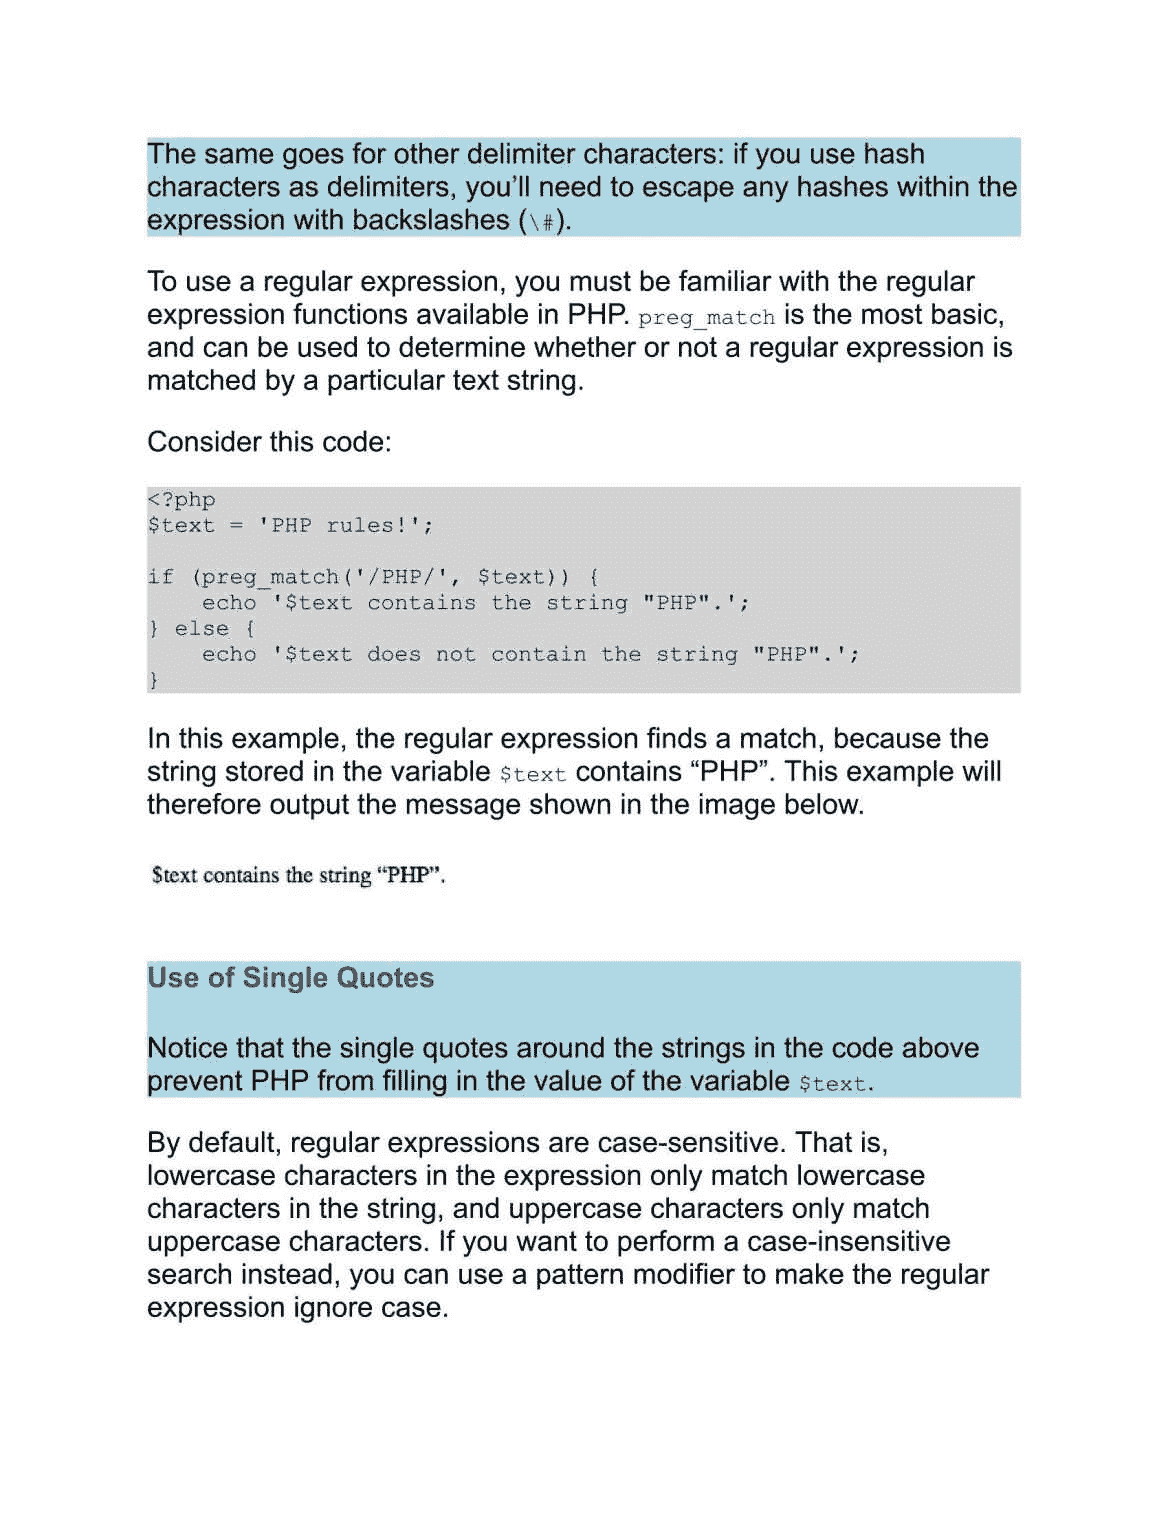 The same goes for other delimiter characters: if you use hash
characters as delimiters, you’ll need to escape any hashes within the
expression with backslashes (\#).
To use a regular expression, you must be familiar with the regular
expression functions available in PHP. preg_match is the most basic,
and can be used to determine whether or not a regular expression is
matched by a particular text string.
Consider this code:
<?php
$text = 'PHP rules!';
if (preg_match('/PHP/', $text)) {
    echo '$text contains the string "PHP".';
} else {
    echo '$text does not contain the string "PHP".';
}
In this example, the regular expression finds a match, because the
string stored in the variable $text contains “PHP”. This example will
therefore output the message shown in the image below.
$text contains the string “PHP”.
Use of Single Quotes
Notice that the single quotes around the strings in the code above
prevent PHP from filling in the value of the variable $text.
By default, regular expressions are case-sensitive. That is,
lowercase characters in the expression only match lowercase
characters in the string, and uppercase characters only match
uppercase characters. If you want to perform a case-insensitive
search instead, you can use a pattern modifier to make the regular
expression ignore case.